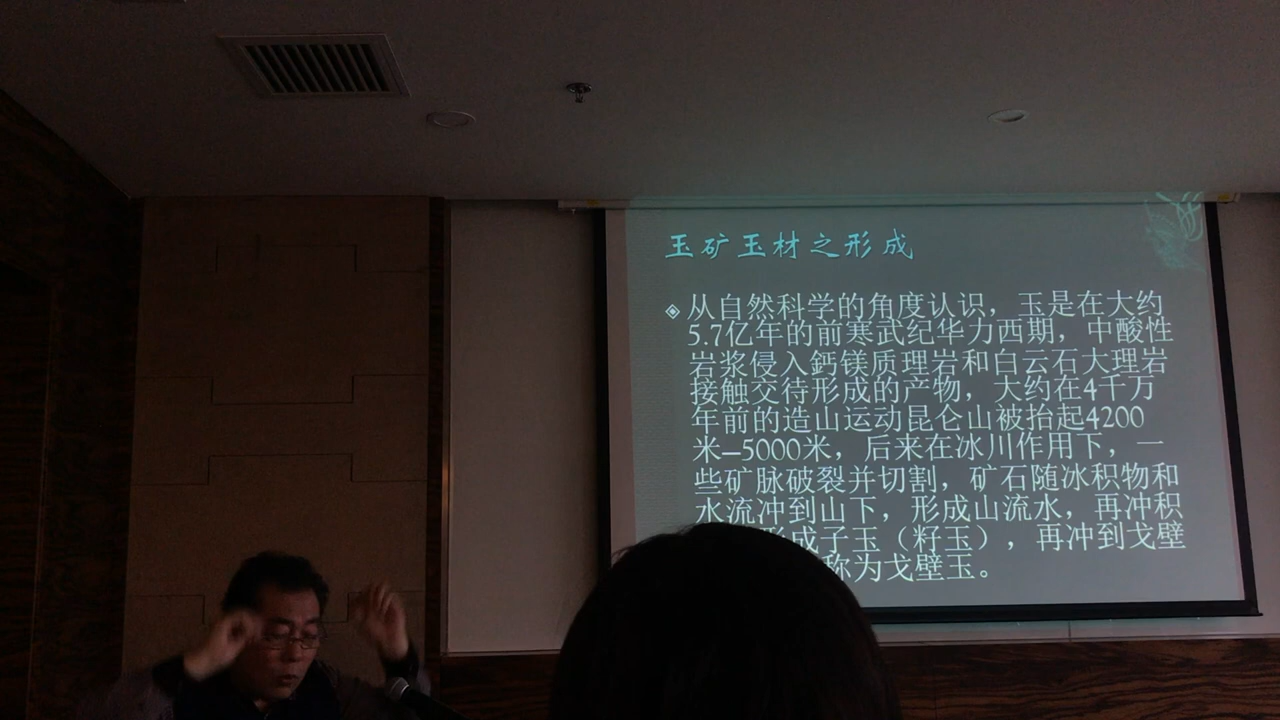 玉矿玉材之形成
从自然科学的角度认识，玉是在大约
5.7亿年的前寒武纪华力西期，中酸性
岩浆侵入鈣镁质理岩和白云石大理岩
接触交待形成的产物，大约在4千万
年前的造山运动昆仑山被抬起4200
米—5000米，后来在冰川作用下，一
些矿脉破裂并切割，矿石随冰积物和
水流冲到山下，形成山流水，再冲积
形成子玉（籽玉），再冲到戈壁
称为戈壁玉。